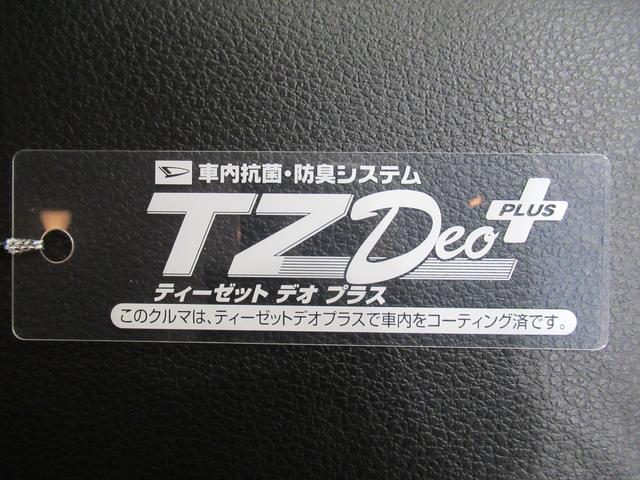 車内抗菌・防臭システム
TZDeo PLUS
ティーゼット デオ プラス
このクルマは、ティーゼットデオプラスで車内をコーティング済です。